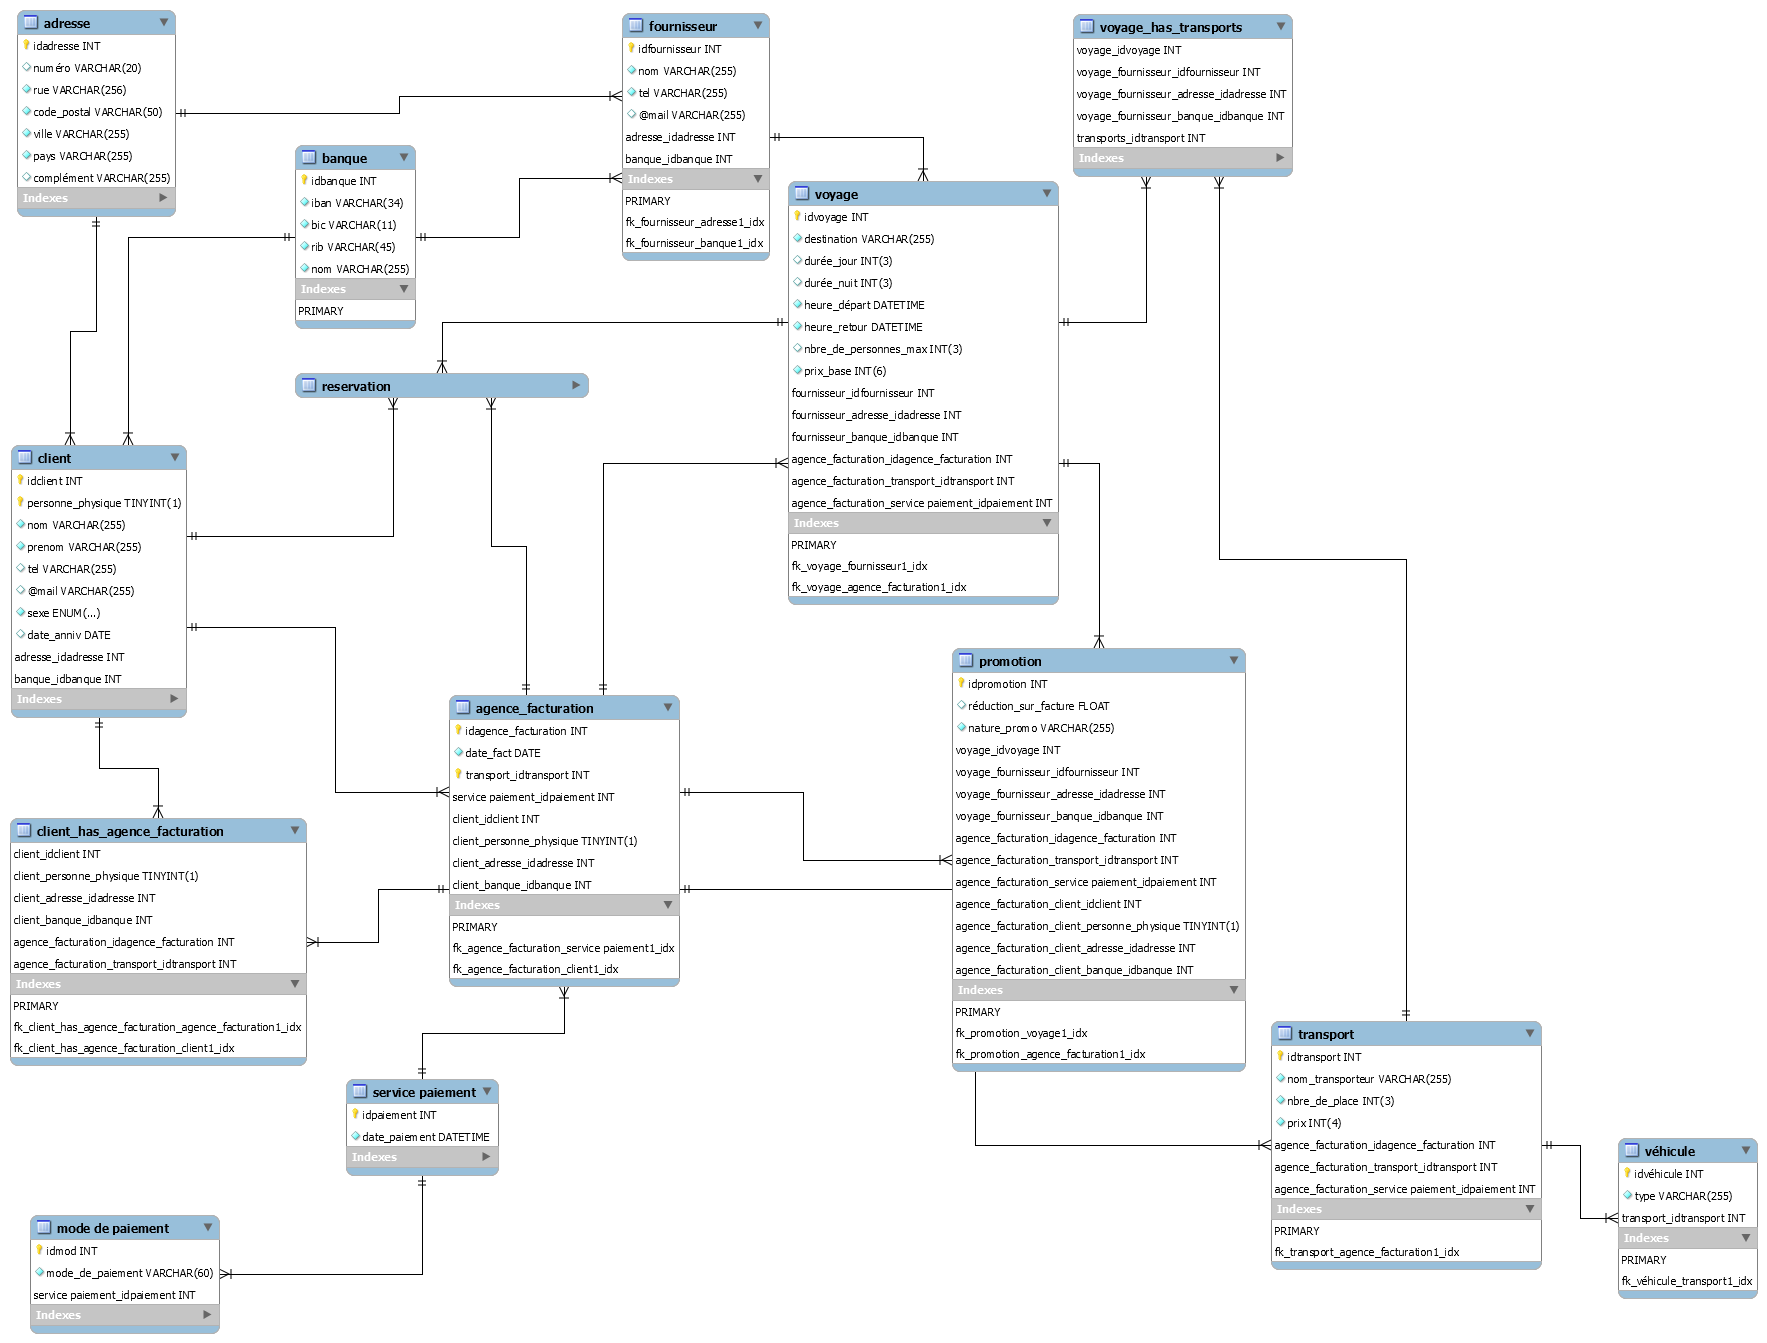 adresse
idadresse INT
numéro VARCHAR(20)
rue VARCHAR(256)
code_postal VARCHAR(50)
ville VARCHAR(255)
pays VARCHAR(255)
complément VARCHAR(255)
Indexes
fournisseur
idfournisseur INT
nom VARCHAR(255)
tel VARCHAR(255)
@mail VARCHAR(255)
adresse_idadresse INT
banque_idbanque INT
Indexes
PRIMARY
fk_fournisseur_adresse1_idx
fk_fournisseur_banque1_idx
voyage_has_transports
voyage_idvoyage INT
voyage_fournisseur_idfournisseur INT
voyage_fournisseur_adresse_idadresse INT
voyage_fournisseur_banque_idbanque INT
transports_idtransport INT
Indexes
banque
idbanque INT
iban VARCHAR(34)
bic VARCHAR(11)
rib VARCHAR(45)
nom VARCHAR(255)
Indexes
PRIMARY
voyage
idvoyage INT
destination VARCHAR(255)
durée_jour INT(3)
durée_nuit INT(3)
heure_départ DATETIME
heure_retour DATETIME
nbre_de_personnes_max INT(3)
prix_base INT(6)
fournisseur_idfournisseur INT
fournisseur_adresse_idadresse INT
fournisseur_banque_idbanque INT
agence_facturation_idagence_facturation INT
agence_facturation_transport_idtransport INT
agence_facturation_service paiement_idpaiement INT
Indexes
PRIMARY
fk_voyage_fournisseur1_idx
fk_voyage_agence_facturation1_idx
reservation
client
idclient INT
personne_physique TINYINT(1)
nom VARCHAR(255)
prenom VARCHAR(255)
tel VARCHAR(255)
@mail VARCHAR(255)
sexe ENUM(...)
date_anniv DATE
adresse_idadresse INT
banque_idbanque INT
Indexes
agence_facturation
idagence_facturation INT
date_fact DATE
transport_idtransport INT
service paiement_idpaiement INT
client_idclient INT
client_personne_physique TINYINT(1)
client_adresse_idadresse INT
client_banque_idbanque INT
Indexes
PRIMARY
fk_agence_facturation_service paiement1_idx
fk_agence_facturation_client1_idx
promotion
idpromotion INT
réduction_sur_facture FLOAT
nature_promo VARCHAR(255)
voyage_idvoyage INT
voyage_fournisseur_idfournisseur INT
voyage_fournisseur_adresse_idadresse INT
voyage_fournisseur_banque_idbanque INT
agence_facturation_idagence_facturation INT
agence_facturation_transport_idtransport INT
agence_facturation_service paiement_idpaiement INT
agence_facturation_client_idclient INT
agence_facturation_client_personne_physique TINYINT(1)
agence_facturation_client_adresse_idadresse INT
agence_facturation_client_banque_idbanque INT
Indexes
PRIMARY
fk_promotion_voyage1_idx
fk_promotion_agence_facturation1_idx
client_has_agence_facturation
client_idclient INT
client_personne_physique TINYINT(1)
client_adresse_idadresse INT
client_banque_idbanque INT
agence_facturation_idagence_facturation INT
agence_facturation_transport_idtransport INT
Indexes
PRIMARY
fk_client_has_agence_facturation_agence_facturation1_idx
fk_client_has_agence_facturation_client1_idx
service paiement
idpaiement INT
date_paiement DATETIME
Indexes
transport
idtransport INT
nom_transporteur VARCHAR(255)
nbre_de_place INT(3)
prix INT(4)
agence_facturation_idagence_facturation INT
agence_facturation_transport_idtransport INT
agence_facturation_service paiement_idpaiement INT
Indexes
PRIMARY
fk_transport_agence_facturation1_idx
véhicule
idvéhicule INT
type VARCHAR(255)
transport_idtransport INT
Indexes
PRIMARY
fk_véhicule_transport1_idx
mode de paiement
idmod INT
mode_de_paiement VARCHAR(60)
service paiement_idpaiement INT
Indexes